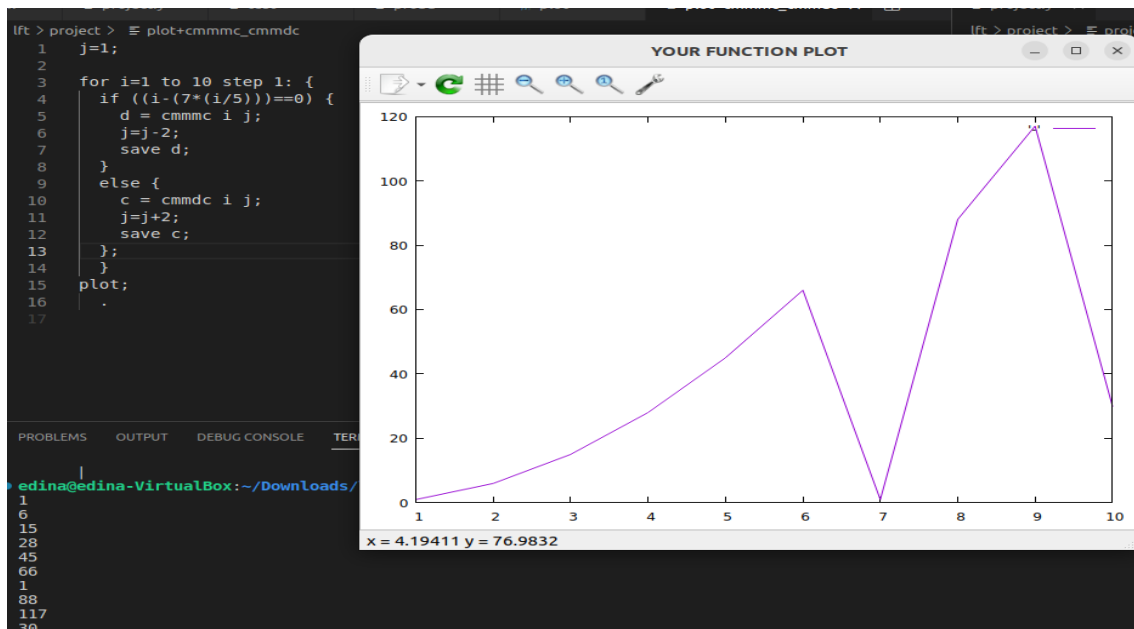 lft > project > plot+cmmmc_cmmdc
1 j=1;
2
3 for i=1 to 10 step 1: {
4 if ((i-(7*(i/5)))==0) {
5 d = cmmmc i j;
6 j=j-2;
7 save d;
8 }
9 else {
10 c = cmmdc i j;
11 j=j+2;
12 save c;
13 };
14 }
15 plot;
16 .
17
lft > project >
YOUR FUNCTION PLOT
120
100
80
60
40
20
0
1 2 3 4 5 6 7 8 9 10
x = 4.19411 y = 76.9832
PROBLEMS OUTPUT DEBUG CONSOLE TER
edina@edina-VirtualBox:~/Downloads/
1
6
15
28
45
66
1
88
117
30